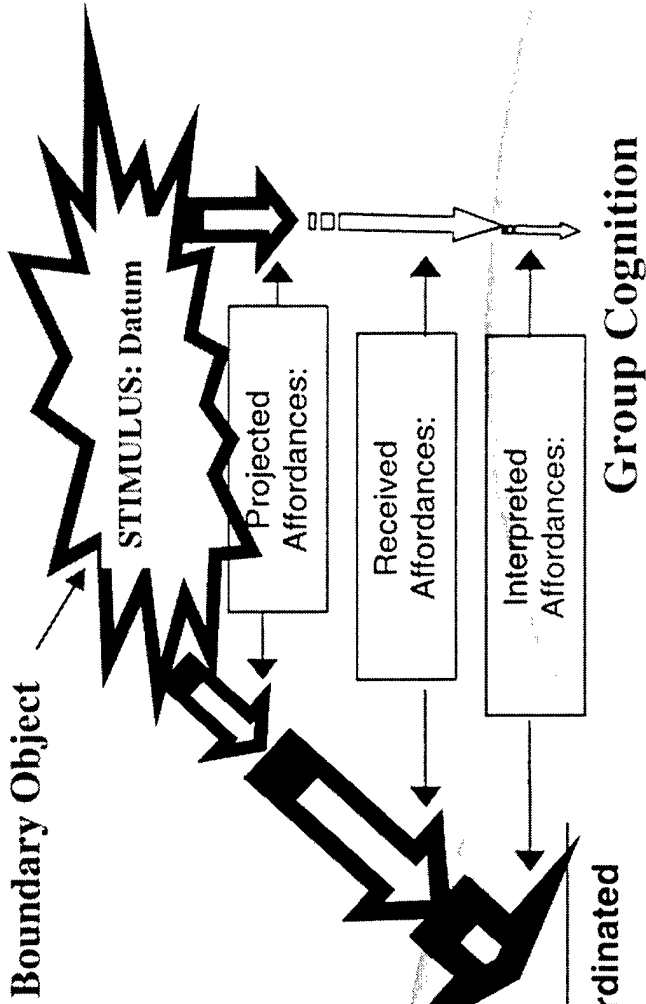 Boundary Object
STIMULUS: Datum
Projected
Affordances:
Received
Affordances:
Interpreted
Affordances:
Group Cognition
rdinated